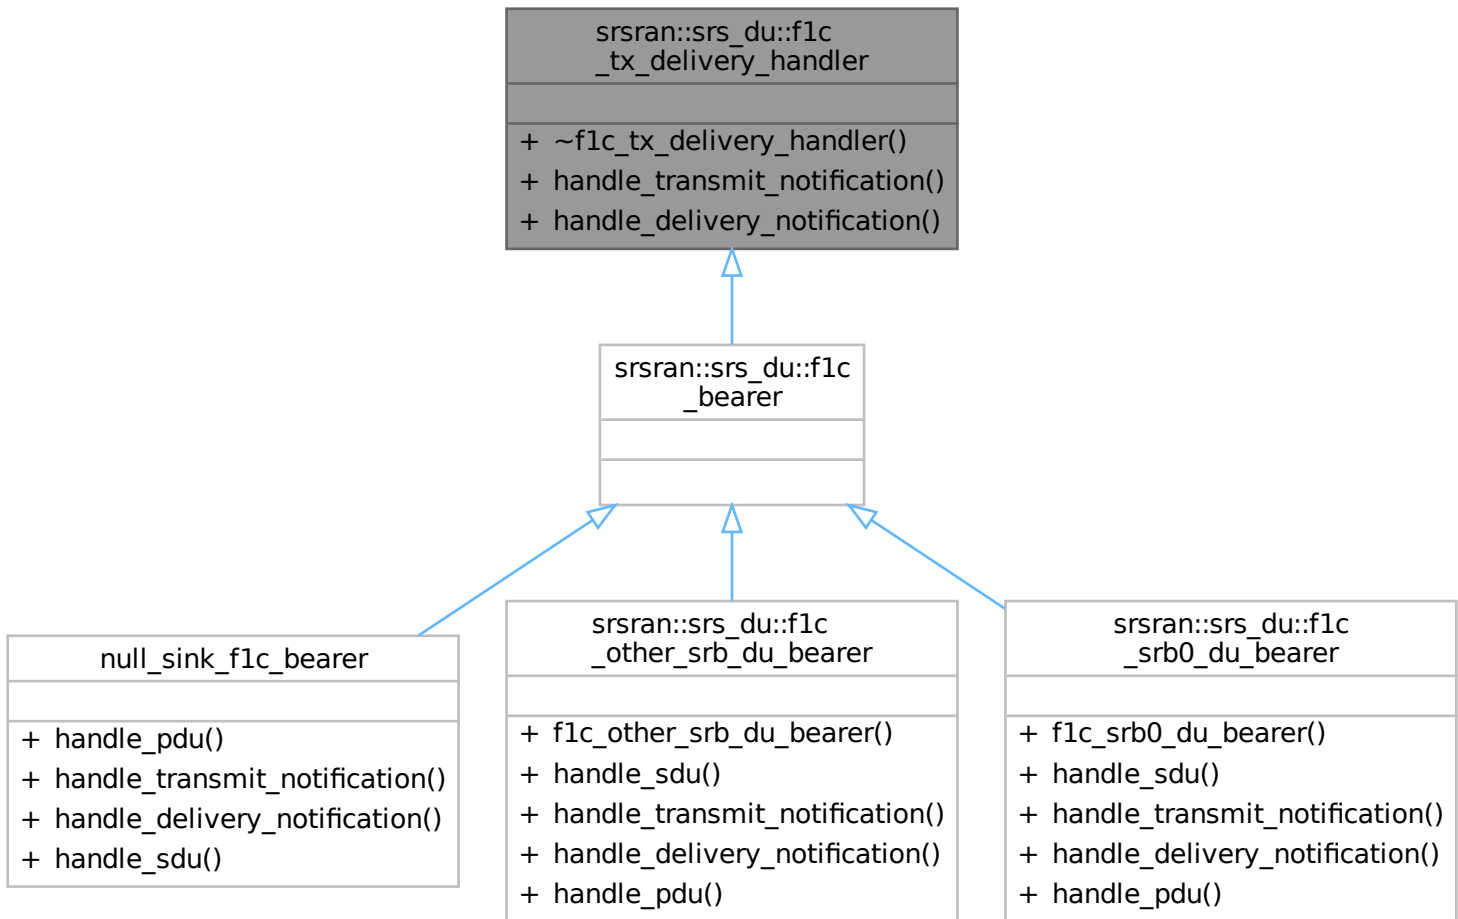 srsran::srs_du::f1c
_tx_delivery_handler
+ ~f1c_tx_delivery_handler()
+ handle_transmit_notification()
+ handle_delivery_notification()
srsran::srs_du::f1c
_bearer
null_sink_f1c_bearer
+ handle_pdu()
+ handle_transmit_notification()
+ handle_delivery_notification()
+ handle_sdu()
srsran::srs_du::f1c
_other_srb_du_bearer
+ f1c_other_srb_du_bearer()
+ handle_sdu()
+ handle_transmit_notification()
+ handle_delivery_notification()
+ handle_pdu()
srsran::srs_du::f1c
_srb0_du_bearer
+ f1c_srb0_du_bearer()
+ handle_sdu()
+ handle_transmit_notification()
+ handle_delivery_notification()
+ handle_pdu()